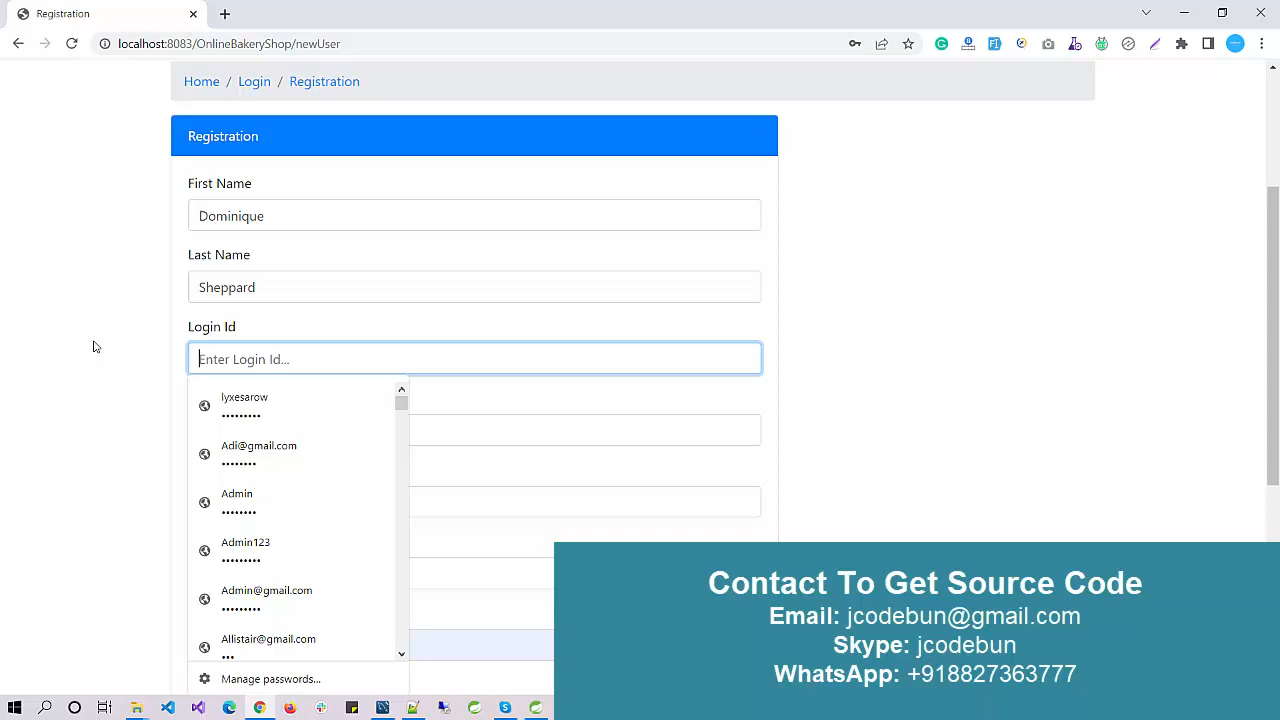 Registration
localhost:8083/OnlineBakeryShop/newUser
Home / Login / Registration
Registration
First Name
Dominique
Last Name
Sheppard
Login Id
Enter Login Id...
lyxesarow
•••••••••
Adi@gmail.com
••••••••
Admin
••••••••
Admin123
•••••••••
Admin@gmail.com
•••••••••
Allistair@gmail.com
•••
Manage passwords...
Contact To Get Source Code
Email: jcodebun@gmail.com
Skype: jcodebun
WhatsApp: +918827363777